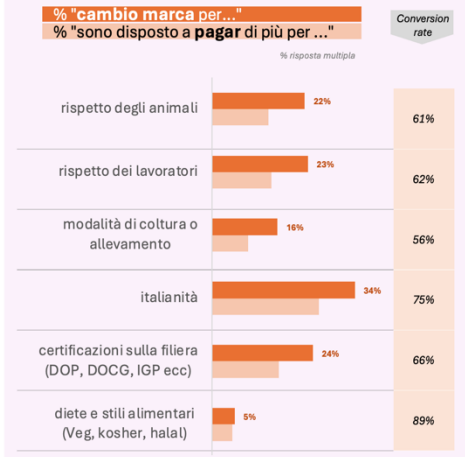 % "cambio marca per..."
% "sono disposto a pagar di più per ..."
Conversion
rate
% risposta multipla
rispetto degli animali
22%
61%
rispetto dei lavoratori
23%
62%
modalità di coltura o
allevamento
16%
56%
italianità
34%
75%
certificazioni sulla filiera
(DOP, DOCG, IGP ecc)
24%
66%
diete e stili alimentari
(Veg, kosher, halal)
5%
89%